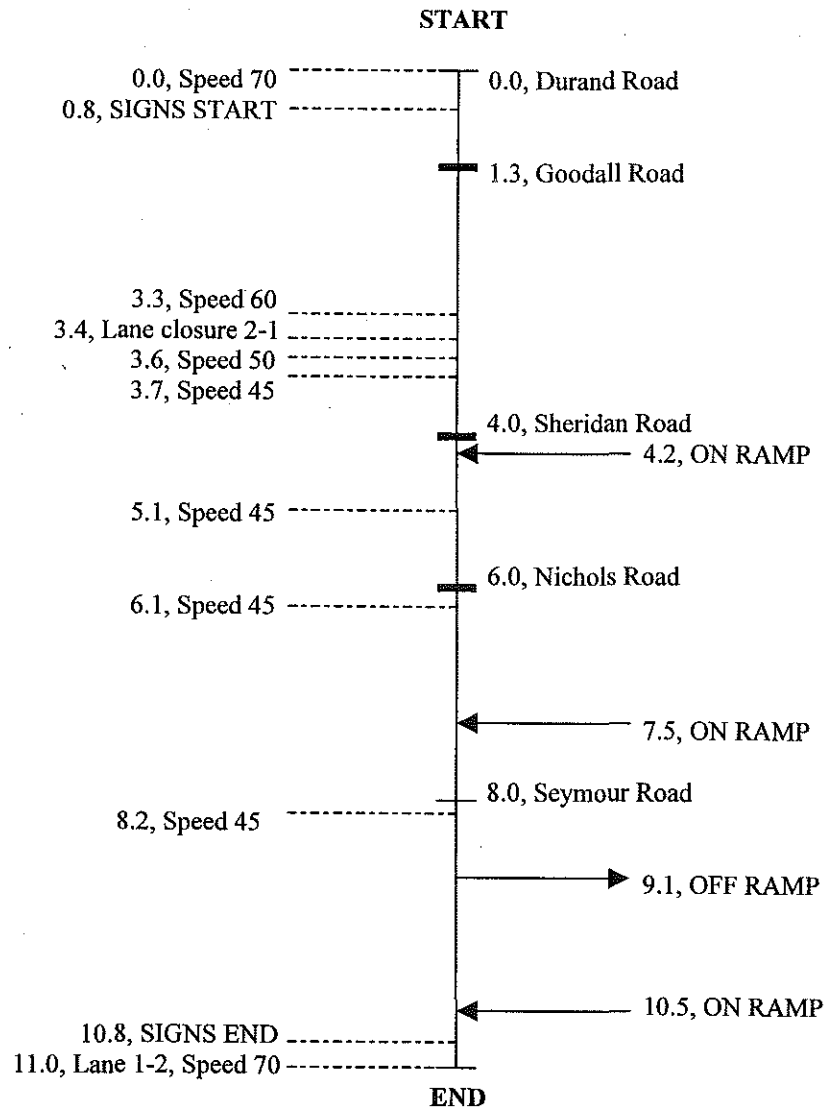 START
0.0, Speed 70
0.0, Durand Road
0.8, SIGNS START
1.3, Goodall Road
3.3, Speed 60
3.4, Lane closure 2-1
3.6, Speed 50
3.7, Speed 45
4.0, Sheridan Road
4.2, ON RAMP
5.1, Speed 45
6.0, Nichols Road
6.1, Speed 45
7.5, ON RAMP
8.0, Seymour Road
8.2, Speed 45
9.1, OFF RAMP
10.5, ON RAMP
10.8, SIGNS END
11.0, Lane 1-2, Speed 70
END